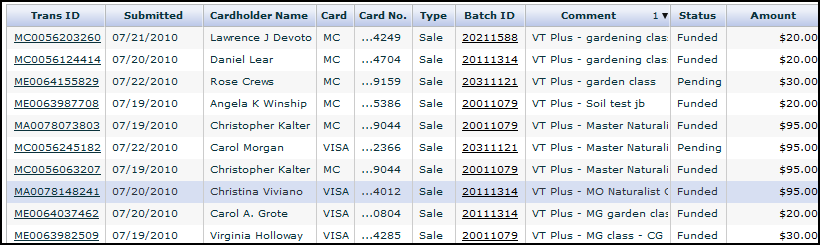 Trans ID Submitted Cardholder Name Card Card No. Type Batch ID Comment 1▼ Status Amount
MC0056203260 07/21/2010 Lawrence J Devoto MC ...4249 Sale 20211588 VT Plus - gardening clas Funded $20.00
MC0056124414 07/20/2010 Daniel Lear MC ...4704 Sale 20111314 VT Plus - gardening clas Funded $20.00
ME0064155829 07/22/2010 Rose Crews MC ...9159 Sale 20311121 VT Plus - garden class Pending $30.00
ME0063987708 07/19/2010 Angela K Winship MC ...5386 Sale 20011079 VT Plus - Soil test jb Funded $20.00
MA0078073803 07/19/2010 Christopher Kalter MC ...9044 Sale 20011079 VT Plus - Master Naturali Funded $95.00
MC0056245182 07/22/2010 Carol Morgan VISA ...2366 Sale 20311121 VT Plus - Master Naturali Pending $95.00
MC0056063207 07/19/2010 Christopher Kalter MC ...9044 Sale 20011079 VT Plus - Master Naturali Funded $95.00
MA0078148241 07/20/2010 Christina Viviano VISA ...4012 Sale 20111314 VT Plus - MO Naturalist C Funded $95.00
ME0064037462 07/20/2010 Carol A. Grote VISA ...0804 Sale 20111314 VT Plus - MG garden clas Funded $20.00
ME0063982509 07/19/2010 Virginia Holloway VISA ...4285 Sale 20011079 VT Plus - MG class - CG Funded $30.00